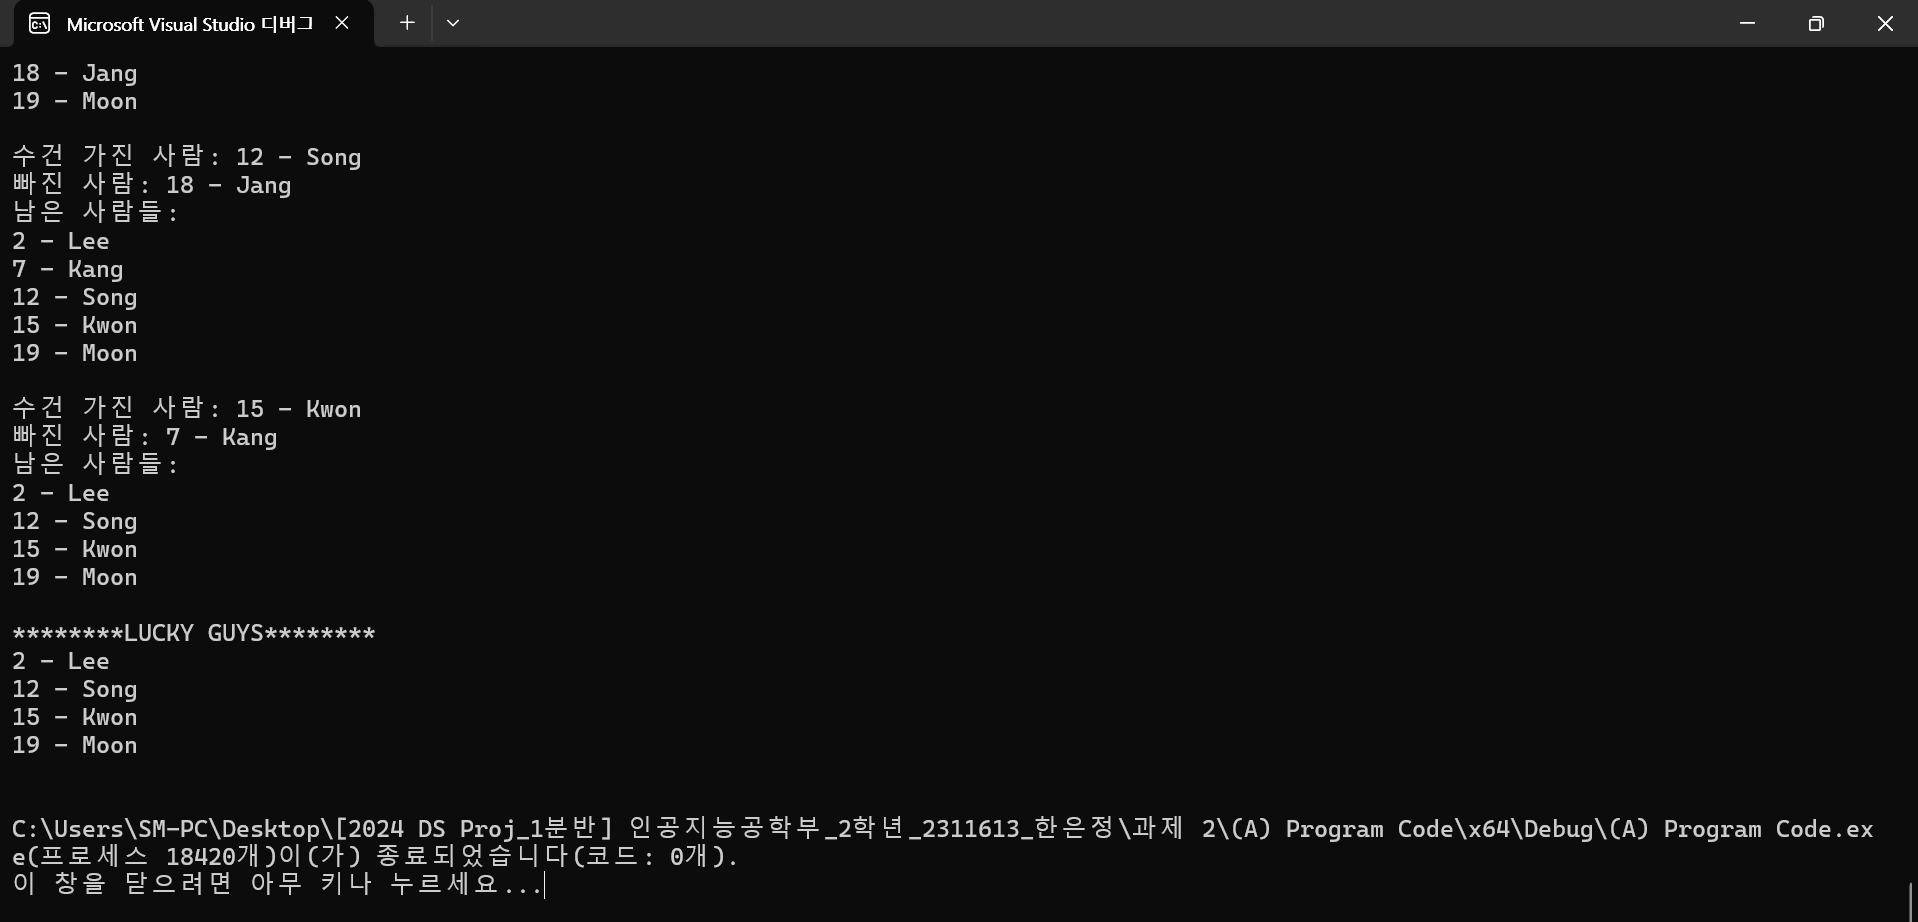 Microsoft Visual Studio 디버그
18 - Jang
19 - Moon
수건 가진 사람: 12 - Song
빠진 사람: 18 - Jang
남은 사람들:
2 - Lee
7 - Kang
12 - Song
15 - Kwon
19 - Moon
수건 가진 사람: 15 - Kwon
빠진 사람: 7 - Kang
남은 사람들:
2 - Lee
12 - Song
15 - Kwon
19 - Moon
********LUCKY GUYS********
2 - Lee
12 - Song
15 - Kwon
19 - Moon
C:\Users\SM-PC\Desktop\[2024 DS Proj_1분반] 인공지능공학부_2학년_2311613_한은정\과제 2\(A) Program Code\x64\Debug\(A) Program Code.ex
e(프로세스 18420개)이(가) 종료되었습니다(코드: 0개).
이 창을 닫으려면 아무 키나 누르세요...